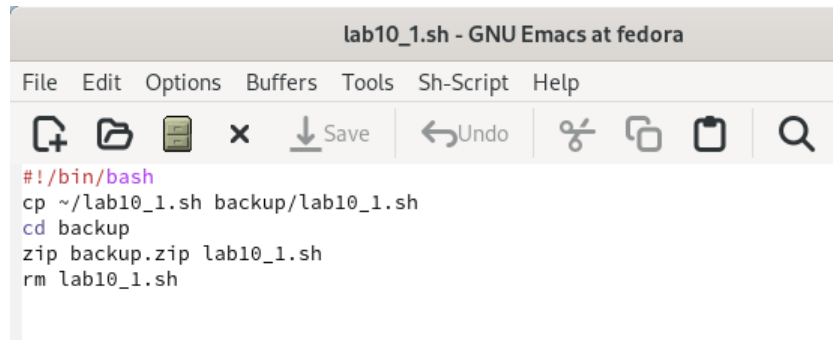 lab10_1.sh - GNU Emacs at fedora
File Edit Options Buffers Tools Sh-Script Help
Save Undo
#!/bin/bash
cp ~/lab10_1.sh backup/lab10_1.sh
cd backup
zip backup.zip lab10_1.sh
rm lab10_1.sh